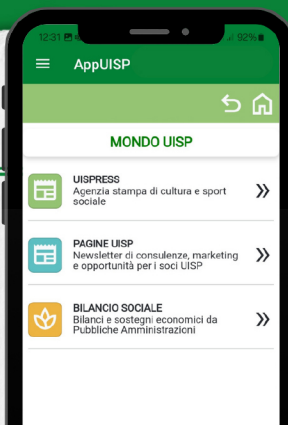 12:31
92%
AppUISP
MONDO UISP
UISPRESS
Agenzia stampa di cultura e sport
sociale
PAGINE UISP
Newsletter di consulenze, marketing
e opportunità per i soci UISP
BILANCIO SOCIALE
Bilanci e sostegni economici da
Pubbliche Amministrazioni